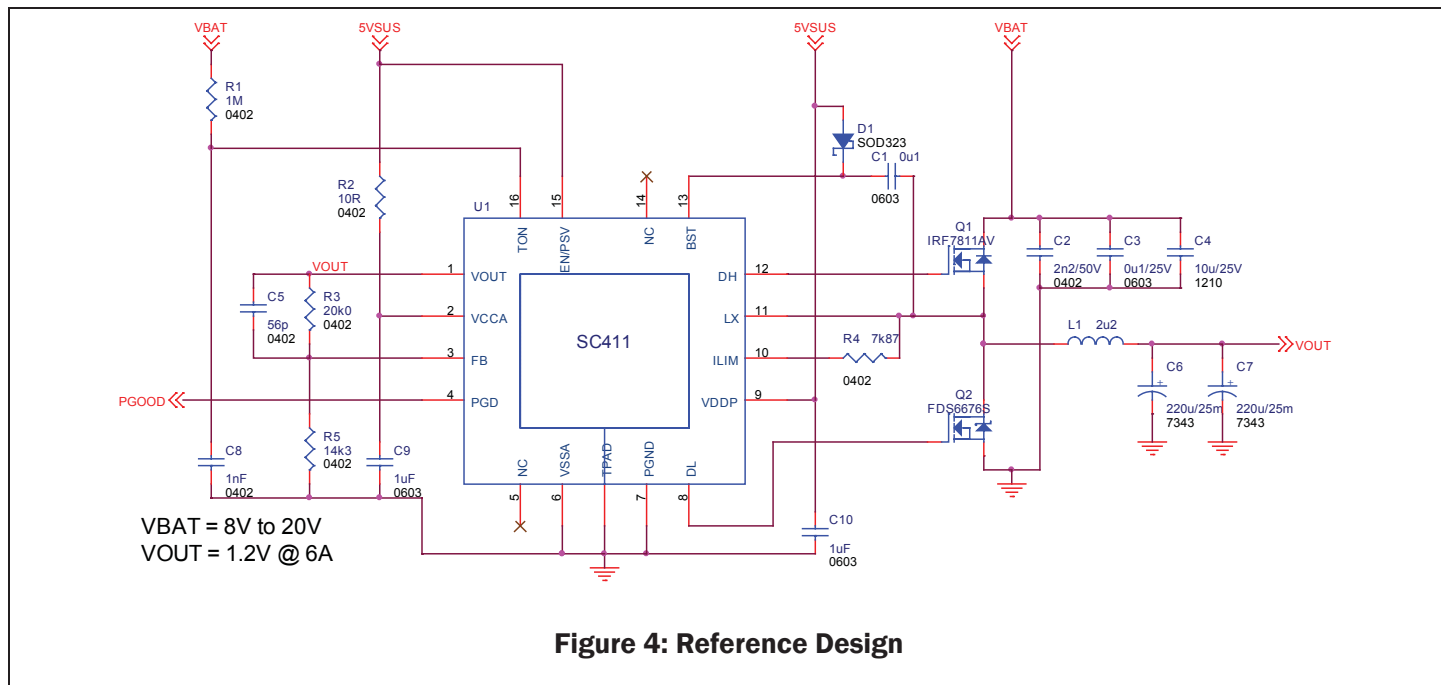 VBAT
5VSUS
5VSUS
VBAT
R1
1M
0402
D1
SOD323
C1
0u1
0603
R2
10R
0402
U1
16
15
14
13
TON
EN/PSV
NC
BST
Q1
IRF7811AV
C2
2n2/50V
0402
C3
0u1/25V
0603
C4
10u/25V
1210
VOUT
1
VOUT
DH
12
C5
56p
0402
R3
20k0
0402
2
VCCA
LX
11
SC411
R4
7k87
0402
L1
2u2
VOUT
3
FB
ILIM
10
C6
220u/25m
7343
C7
220u/25m
7343
PGOOD
4
PGD
VDDP
9
Q2
FDS6676S
R5
14k3
0402
C8
1nF
0402
C9
1uF
0603
NC
VSSA
TPAD
PGND
DL
5
6
7
8
C10
1uF
0603
VBAT = 8V to 20V
VOUT = 1.2V @ 6A
Figure 4: Reference Design